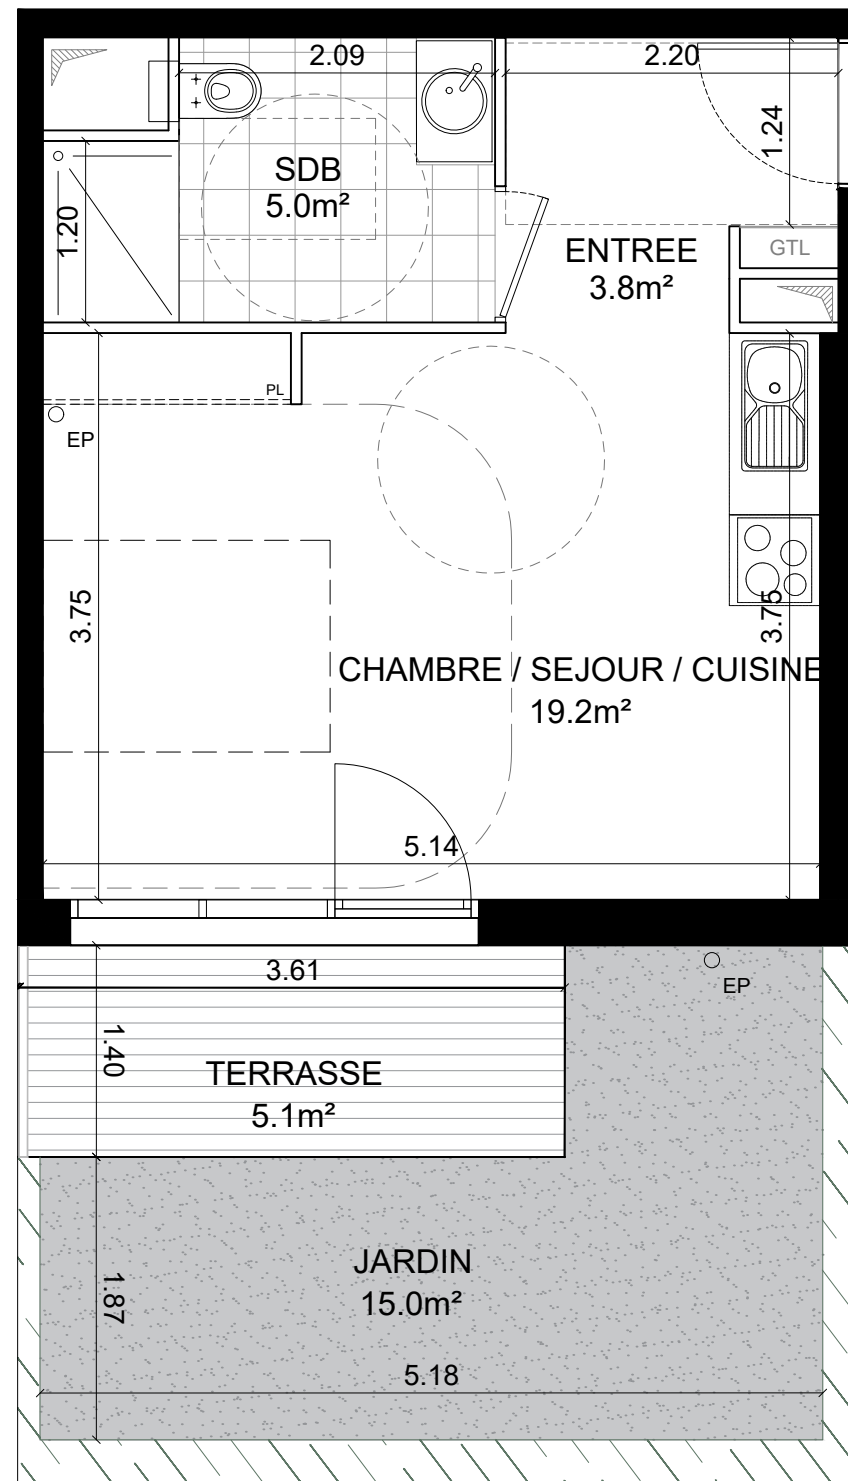 2.09
2.20
1.24
SDB
5.0m²
1.20
ENTREE
3.8m²
GTL
PL
EP
3.75
3.75
CHAMBRE / SEJOUR / CUISINE
19.2m²
5.14
3.61
EP
1.40
TERRASSE
5.1m²
JARDIN
15.0m²
1.87
5.18